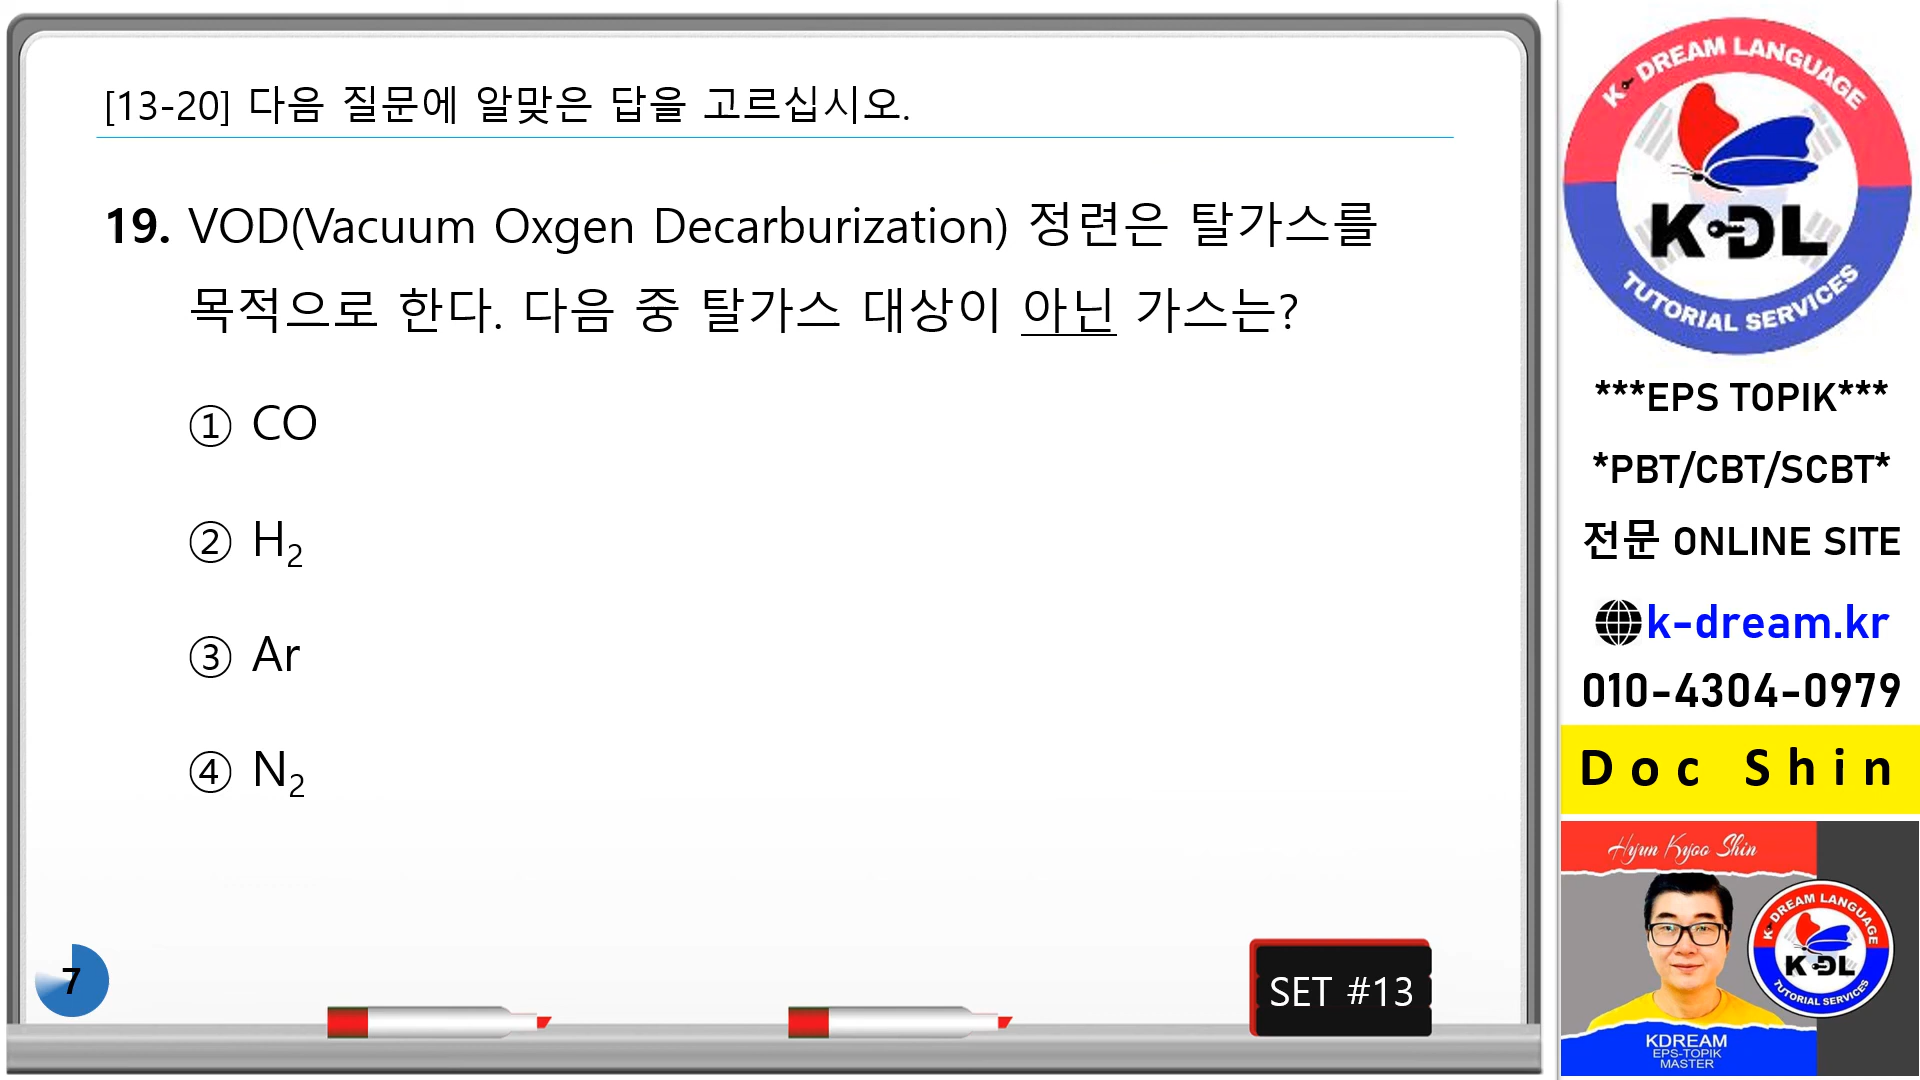 [13-20] 다음 질문에 알맞은 답을 고르십시오.
19. VOD(Vacuum Oxgen Decarburization) 정련은 탈가스를
목적으로 한다. 다음 중 탈가스 대상이 아닌 가스는?
① CO
② H₂
③ Ar
④ N₂
7
SET #13
K DREAM LANGUAGE
K DL
TUTORIAL SERVICES
***EPS TOPIK***
*PBT/CBT/SCBT*
전문 ONLINE SITE
k-dream.kr
010-4304-0979
Doc Shin
Hyun Kyoo Shin
K DREAM LANGUAGE
K DL
TUTORIAL SERVICES
KDREAM
EPS-TOPIK
MASTER